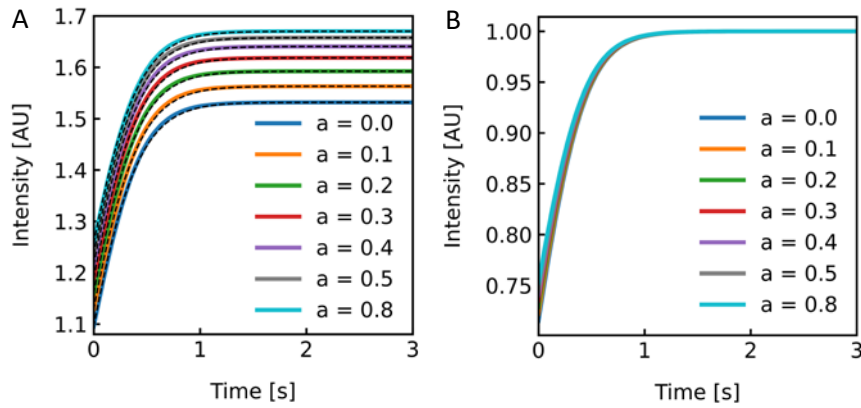 A
Intensity [AU]
1.7
1.6
1.5
1.4
1.3
1.2
1.1
a = 0.0
a = 0.1
a = 0.2
a = 0.3
a = 0.4
a = 0.5
a = 0.8
0 1 2 3
Time [s]
B
Intensity [AU]
1.00
0.95
0.90
0.85
0.80
0.75
a = 0.0
a = 0.1
a = 0.2
a = 0.3
a = 0.4
a = 0.5
a = 0.8
0 1 2 3
Time [s]